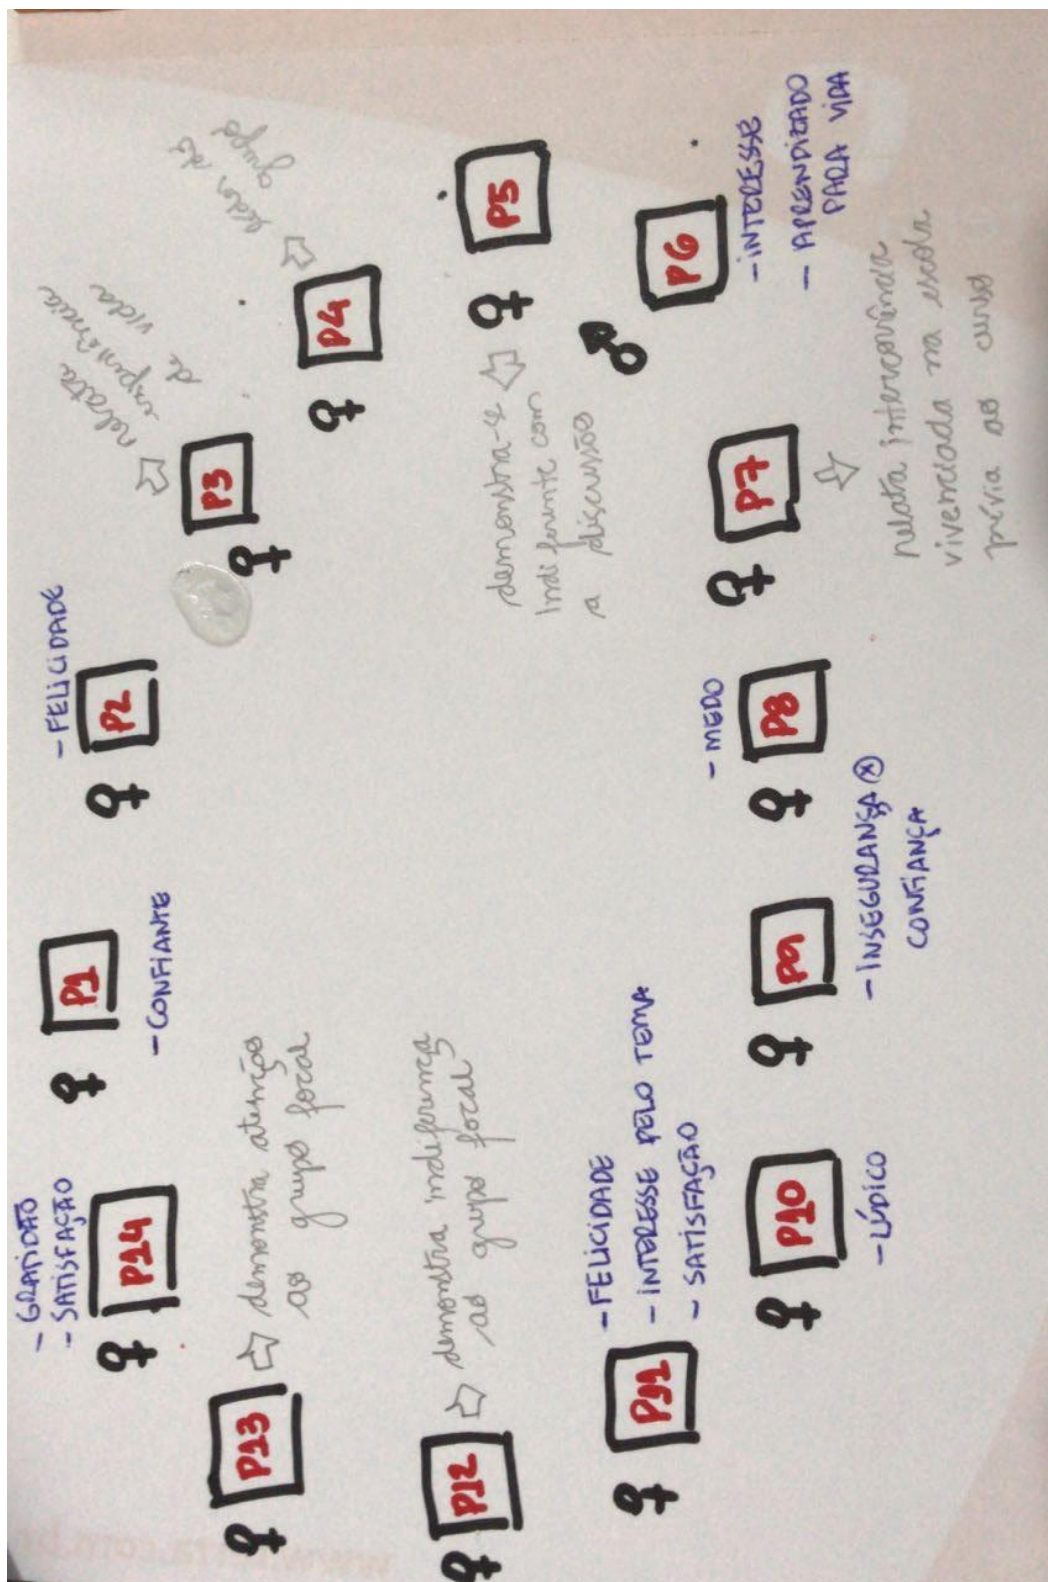 - GRATIDÃO
- SATISFAÇÃO
P14
P1
- CONFIANTE
- FELICIDADE
P2
relata
experiência
de vida
P3
líder do
grupo
P4
P13
demonstra atenção
ao grupo focal
P12
demonstra indiferença
ao grupo focal
demonstra-se
indiferente com
a discussão
P5
P6
- INTERESSE
- APRENDIZADO
PARA VIDA
- FELICIDADE
- INTERESSE PELO TEMA
- SATISFAÇÃO
P11
P10
- LÚDICO
P9
- INSEGURANÇA X
CONFIANÇA
- MEDO
P8
P7
relata intercorrência
vivenciada na escola
prévia ao curso